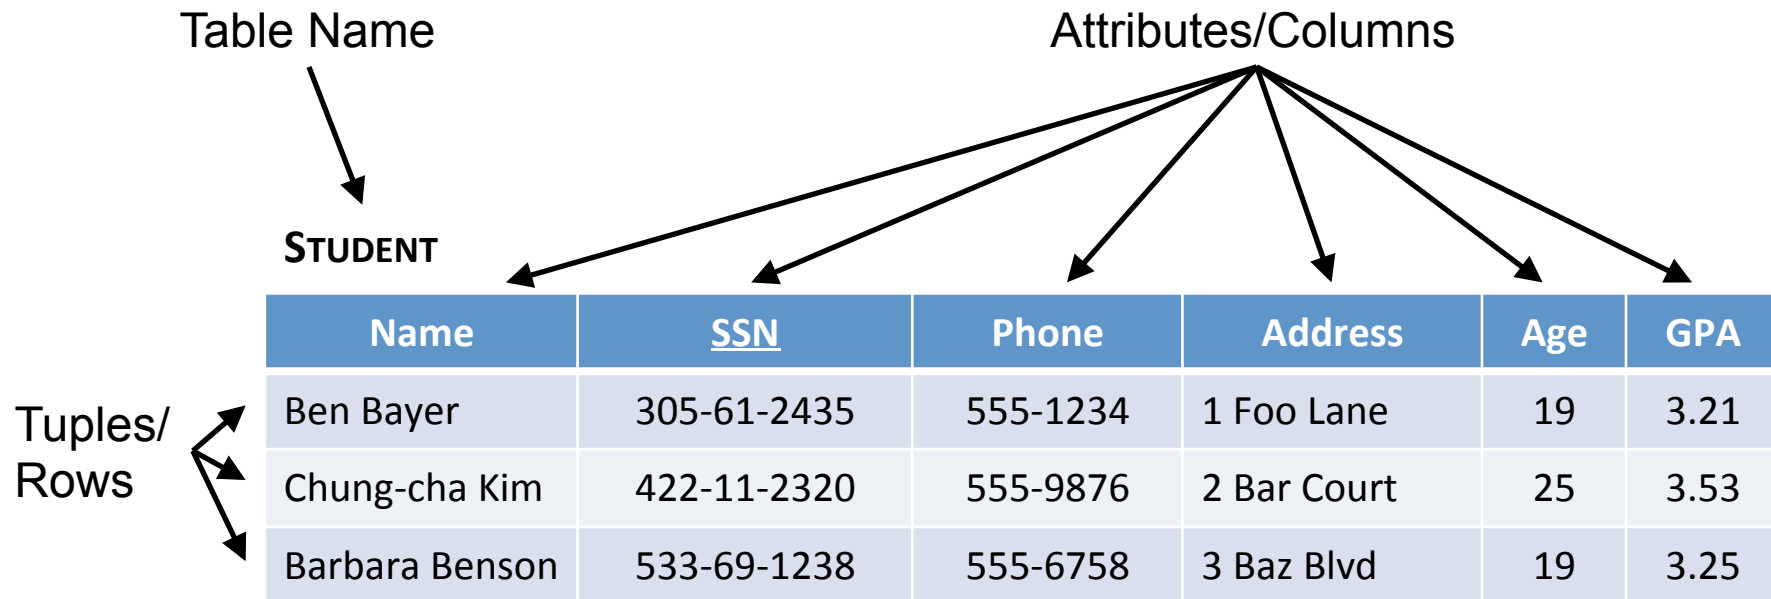 Table Name
Attributes/Columns
STUDENT
Name SSN Phone Address Age GPA
Tuples/
Rows
Ben Bayer 305-61-2435 555-1234 1 Foo Lane 19 3.21
Chung-cha Kim 422-11-2320 555-9876 2 Bar Court 25 3.53
Barbara Benson 533-69-1238 555-6758 3 Baz Blvd 19 3.25